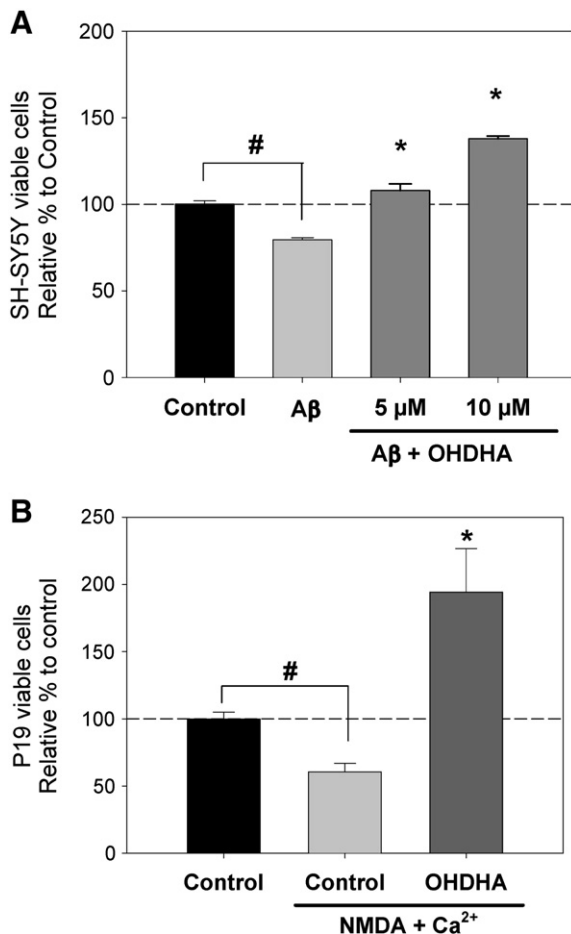 A
SH-SY5Y viable cells
Relative % to Control
200
150
100
50
0
#
*
*
Control Aβ 5 µM 10 µM
Aβ + OHDHA
B
P19 viable cells
Relative % to control
250
200
150
100
50
0
#
*
Control Control OHDHA
NMDA + Ca²⁺